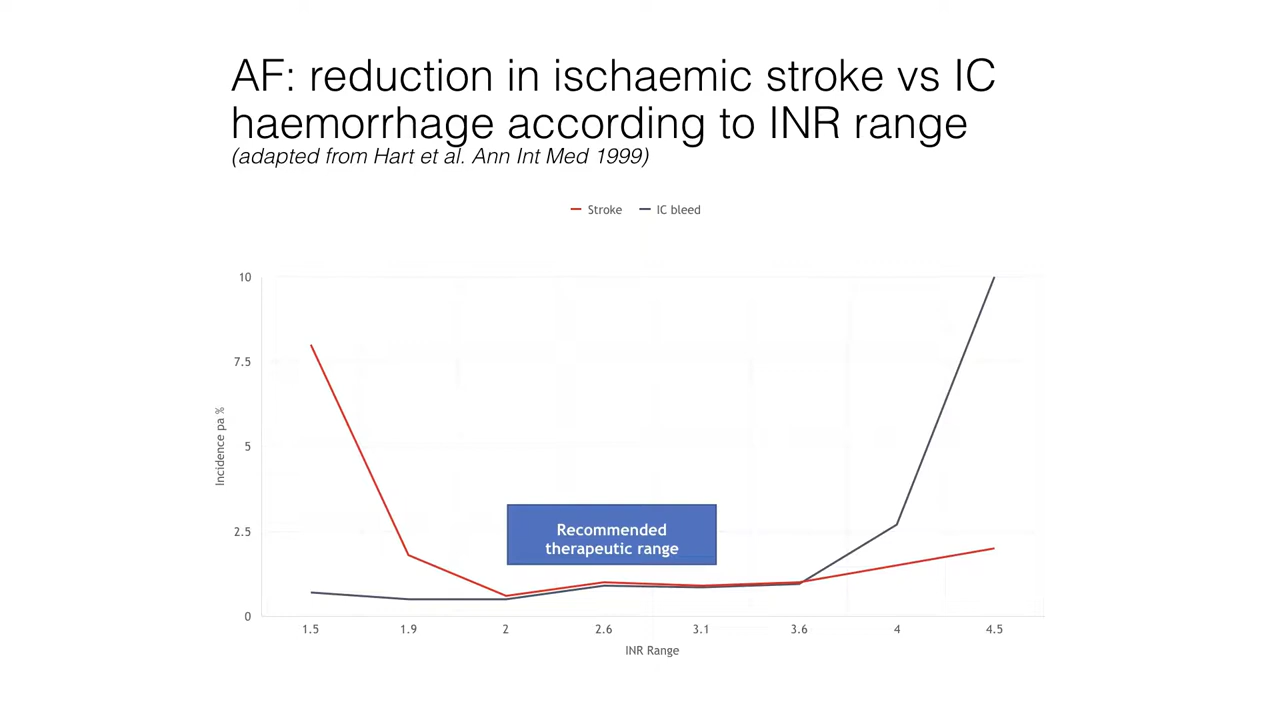 AF: reduction in ischaemic stroke vs IC
haemorrhage according to INR range
(adapted from Hart et al. Ann Int Med 1999)
Stroke IC bleed
10
7.5
5
2.5
0
Incidence pa %
Recommended
therapeutic range
1.5 1.9 2 2.6 3.1 3.6 4 4.5
INR Range